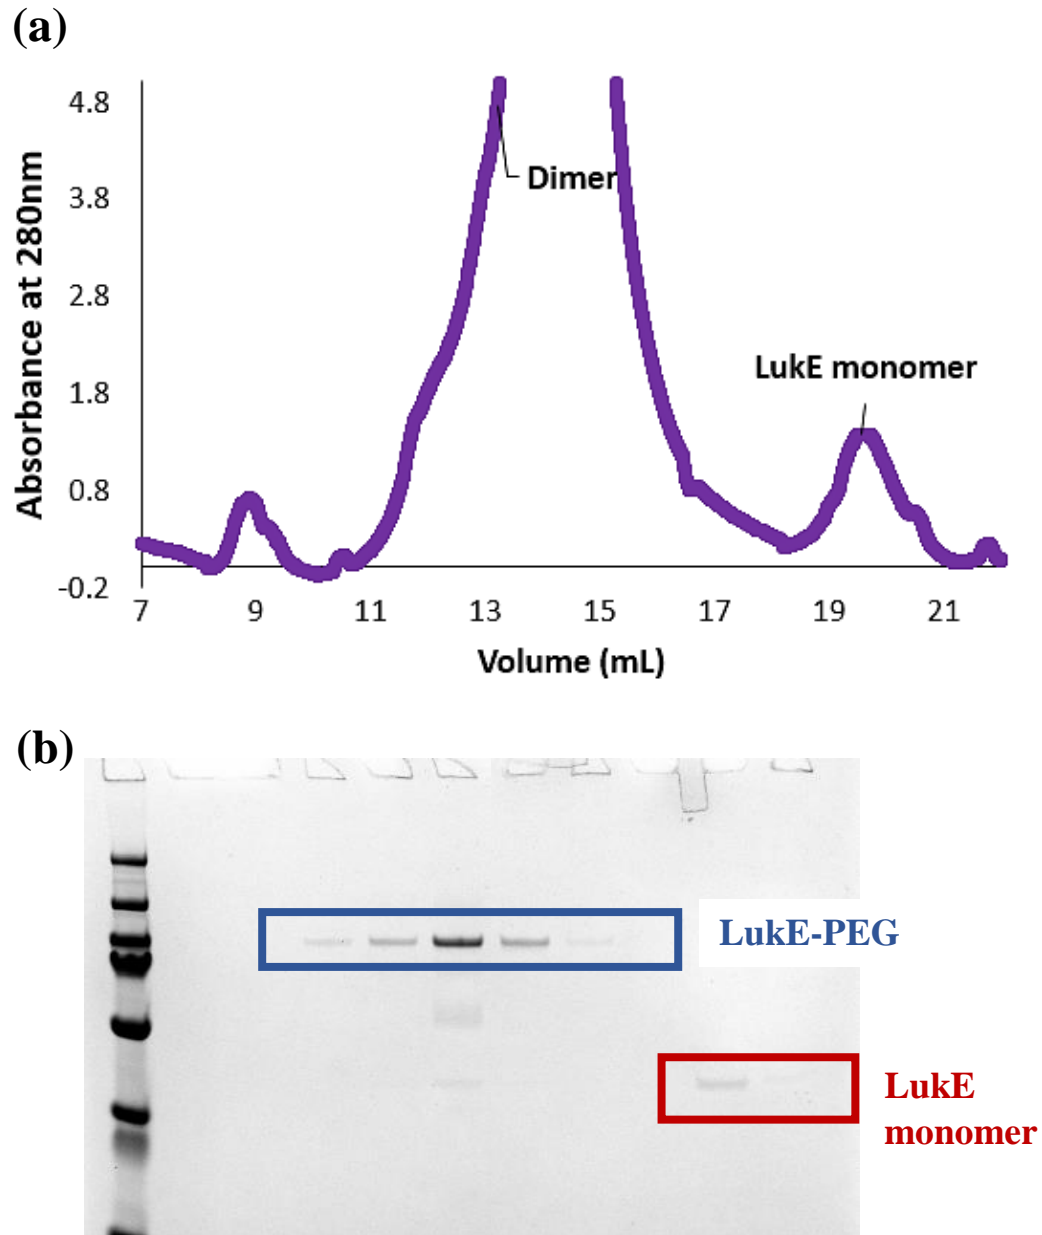 (a)
Absorbance at 280nm
4.8
3.8
2.8
1.8
0.8
-0.2
Dimer
LukE monomer
7 9 11 13 15 17 19 21
Volume (mL)
(b)
LukE-PEG
LukE
monomer